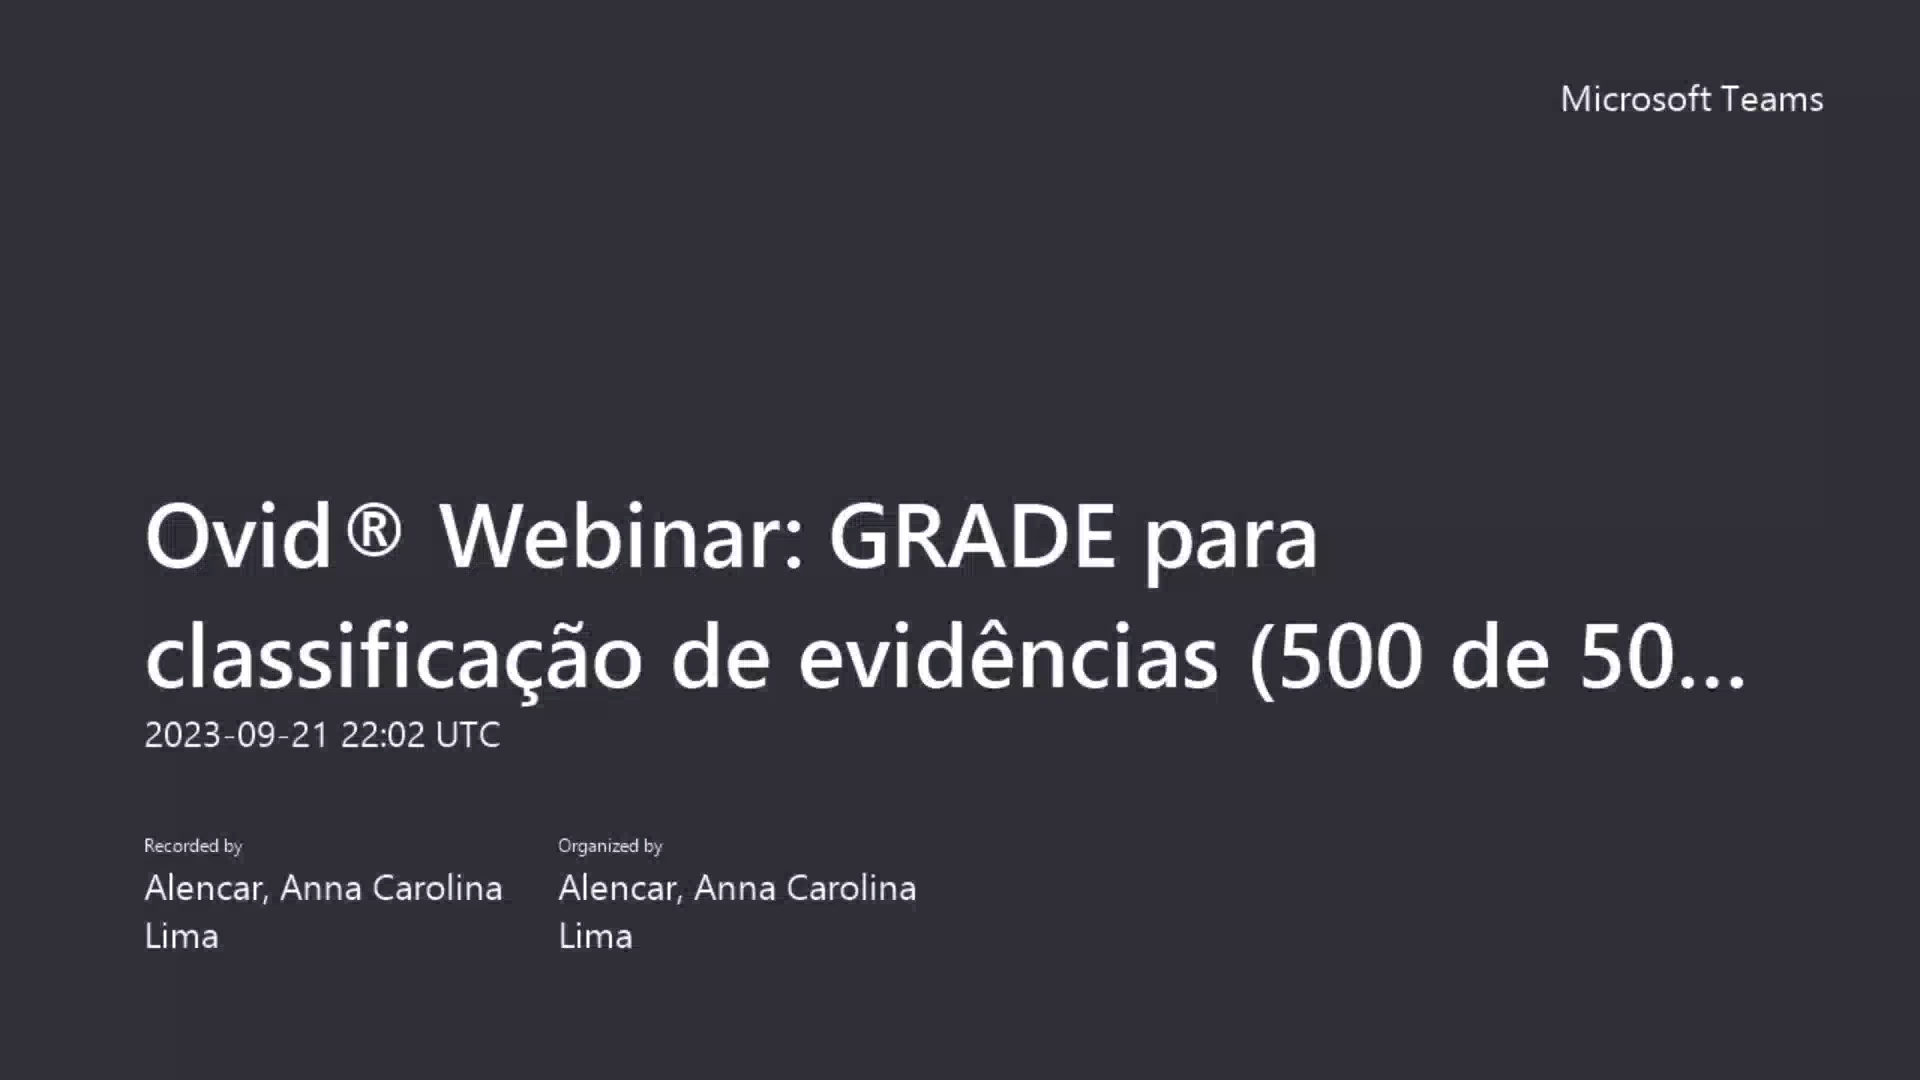 Microsoft Teams
Ovid® Webinar: GRADE para
classificação de evidências (500 de 50...
2023-09-21 22:02 UTC
Recorded by
Alencar, Anna Carolina
Lima
Organized by
Alencar, Anna Carolina
Lima